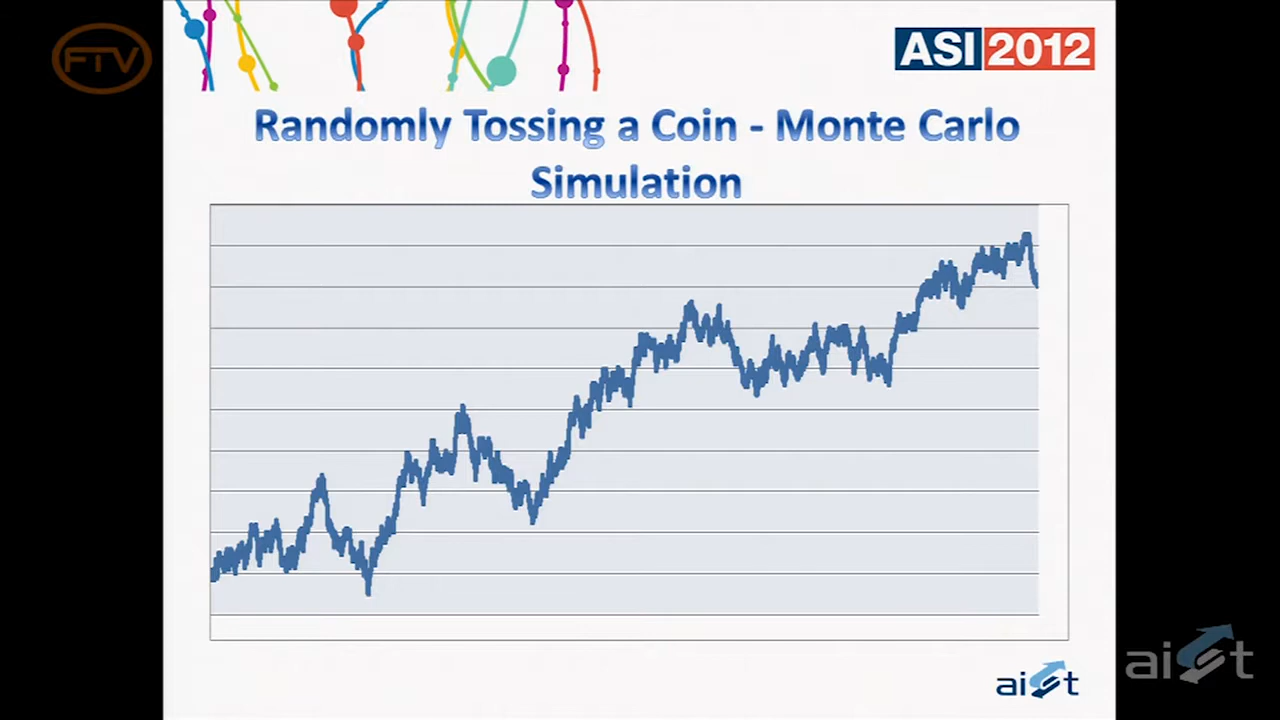 FTV
ASI 2012
Randomly Tossing a Coin - Monte Carlo
Simulation
aist
aist